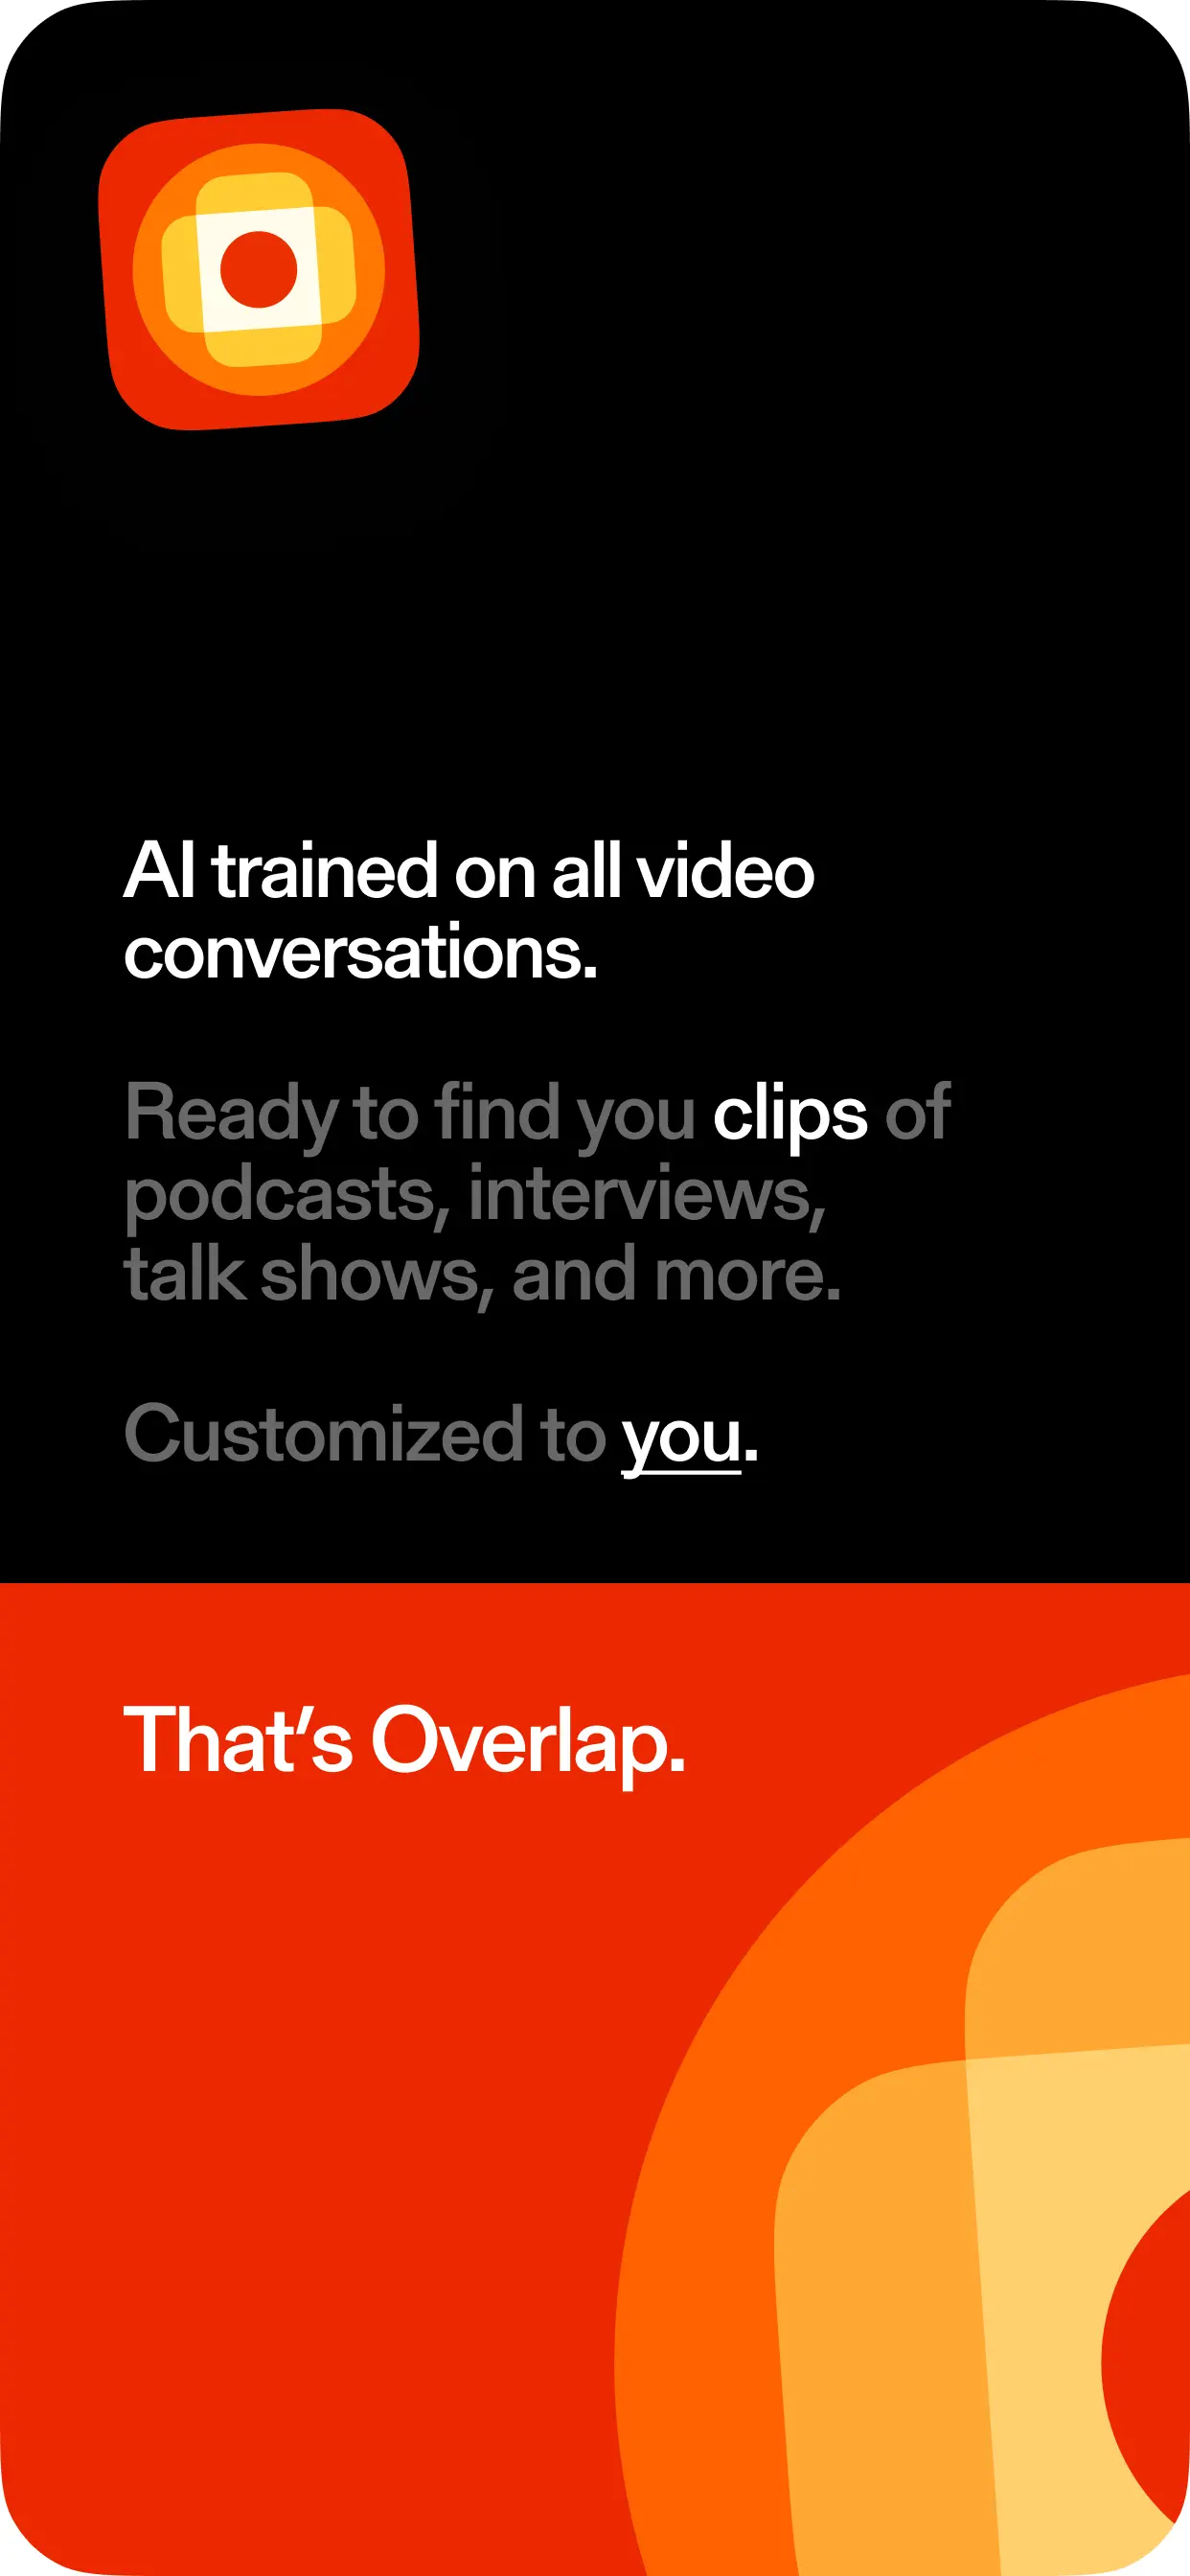 AI trained on all video
conversations.
Ready to find you clips of
podcasts, interviews,
talk shows, and more.
Customized to you.
That’s Overlap.